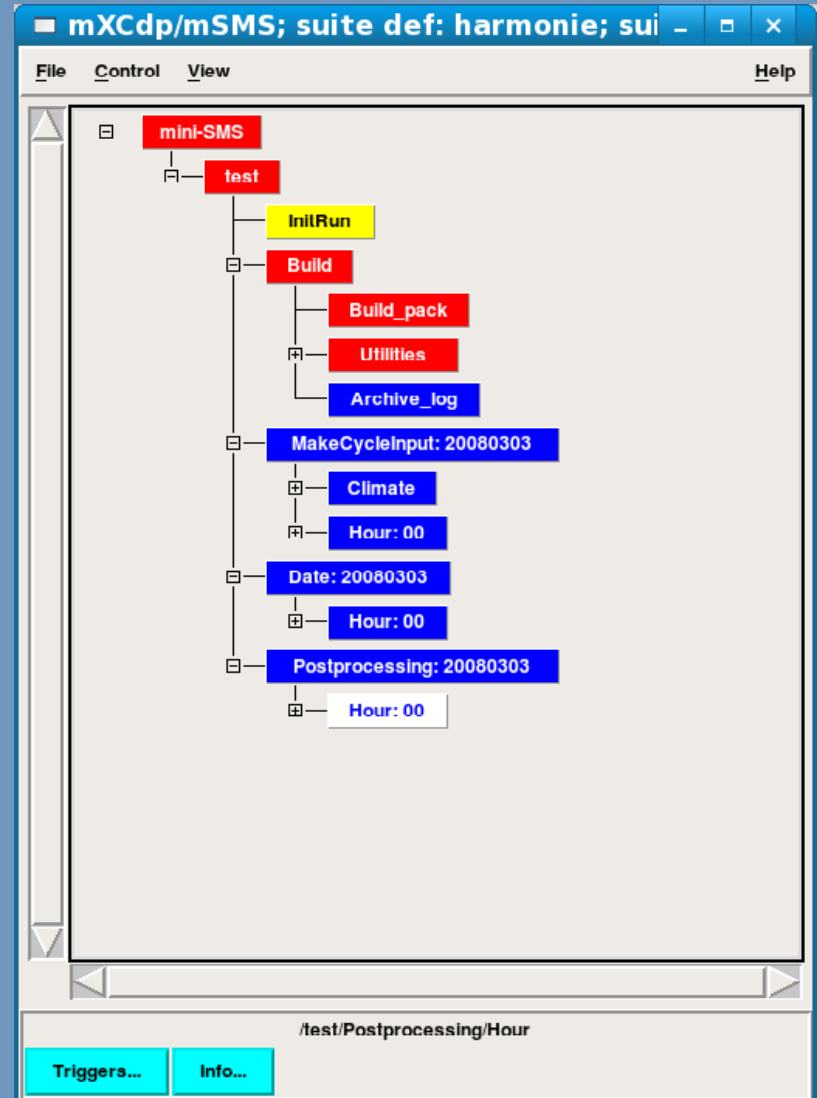 mXCdp/mSMS; suite def: harmonie; sui
File Control View Help
mini-SMS
test
InitRun
Build
Build_pack
Utilities
Archive_log
MakeCycleInput: 20080303
Climate
Hour: 00
Date: 20080303
Hour: 00
Postprocessing: 20080303
Hour: 00
/test/Postprocessing/Hour
Triggers... Info...